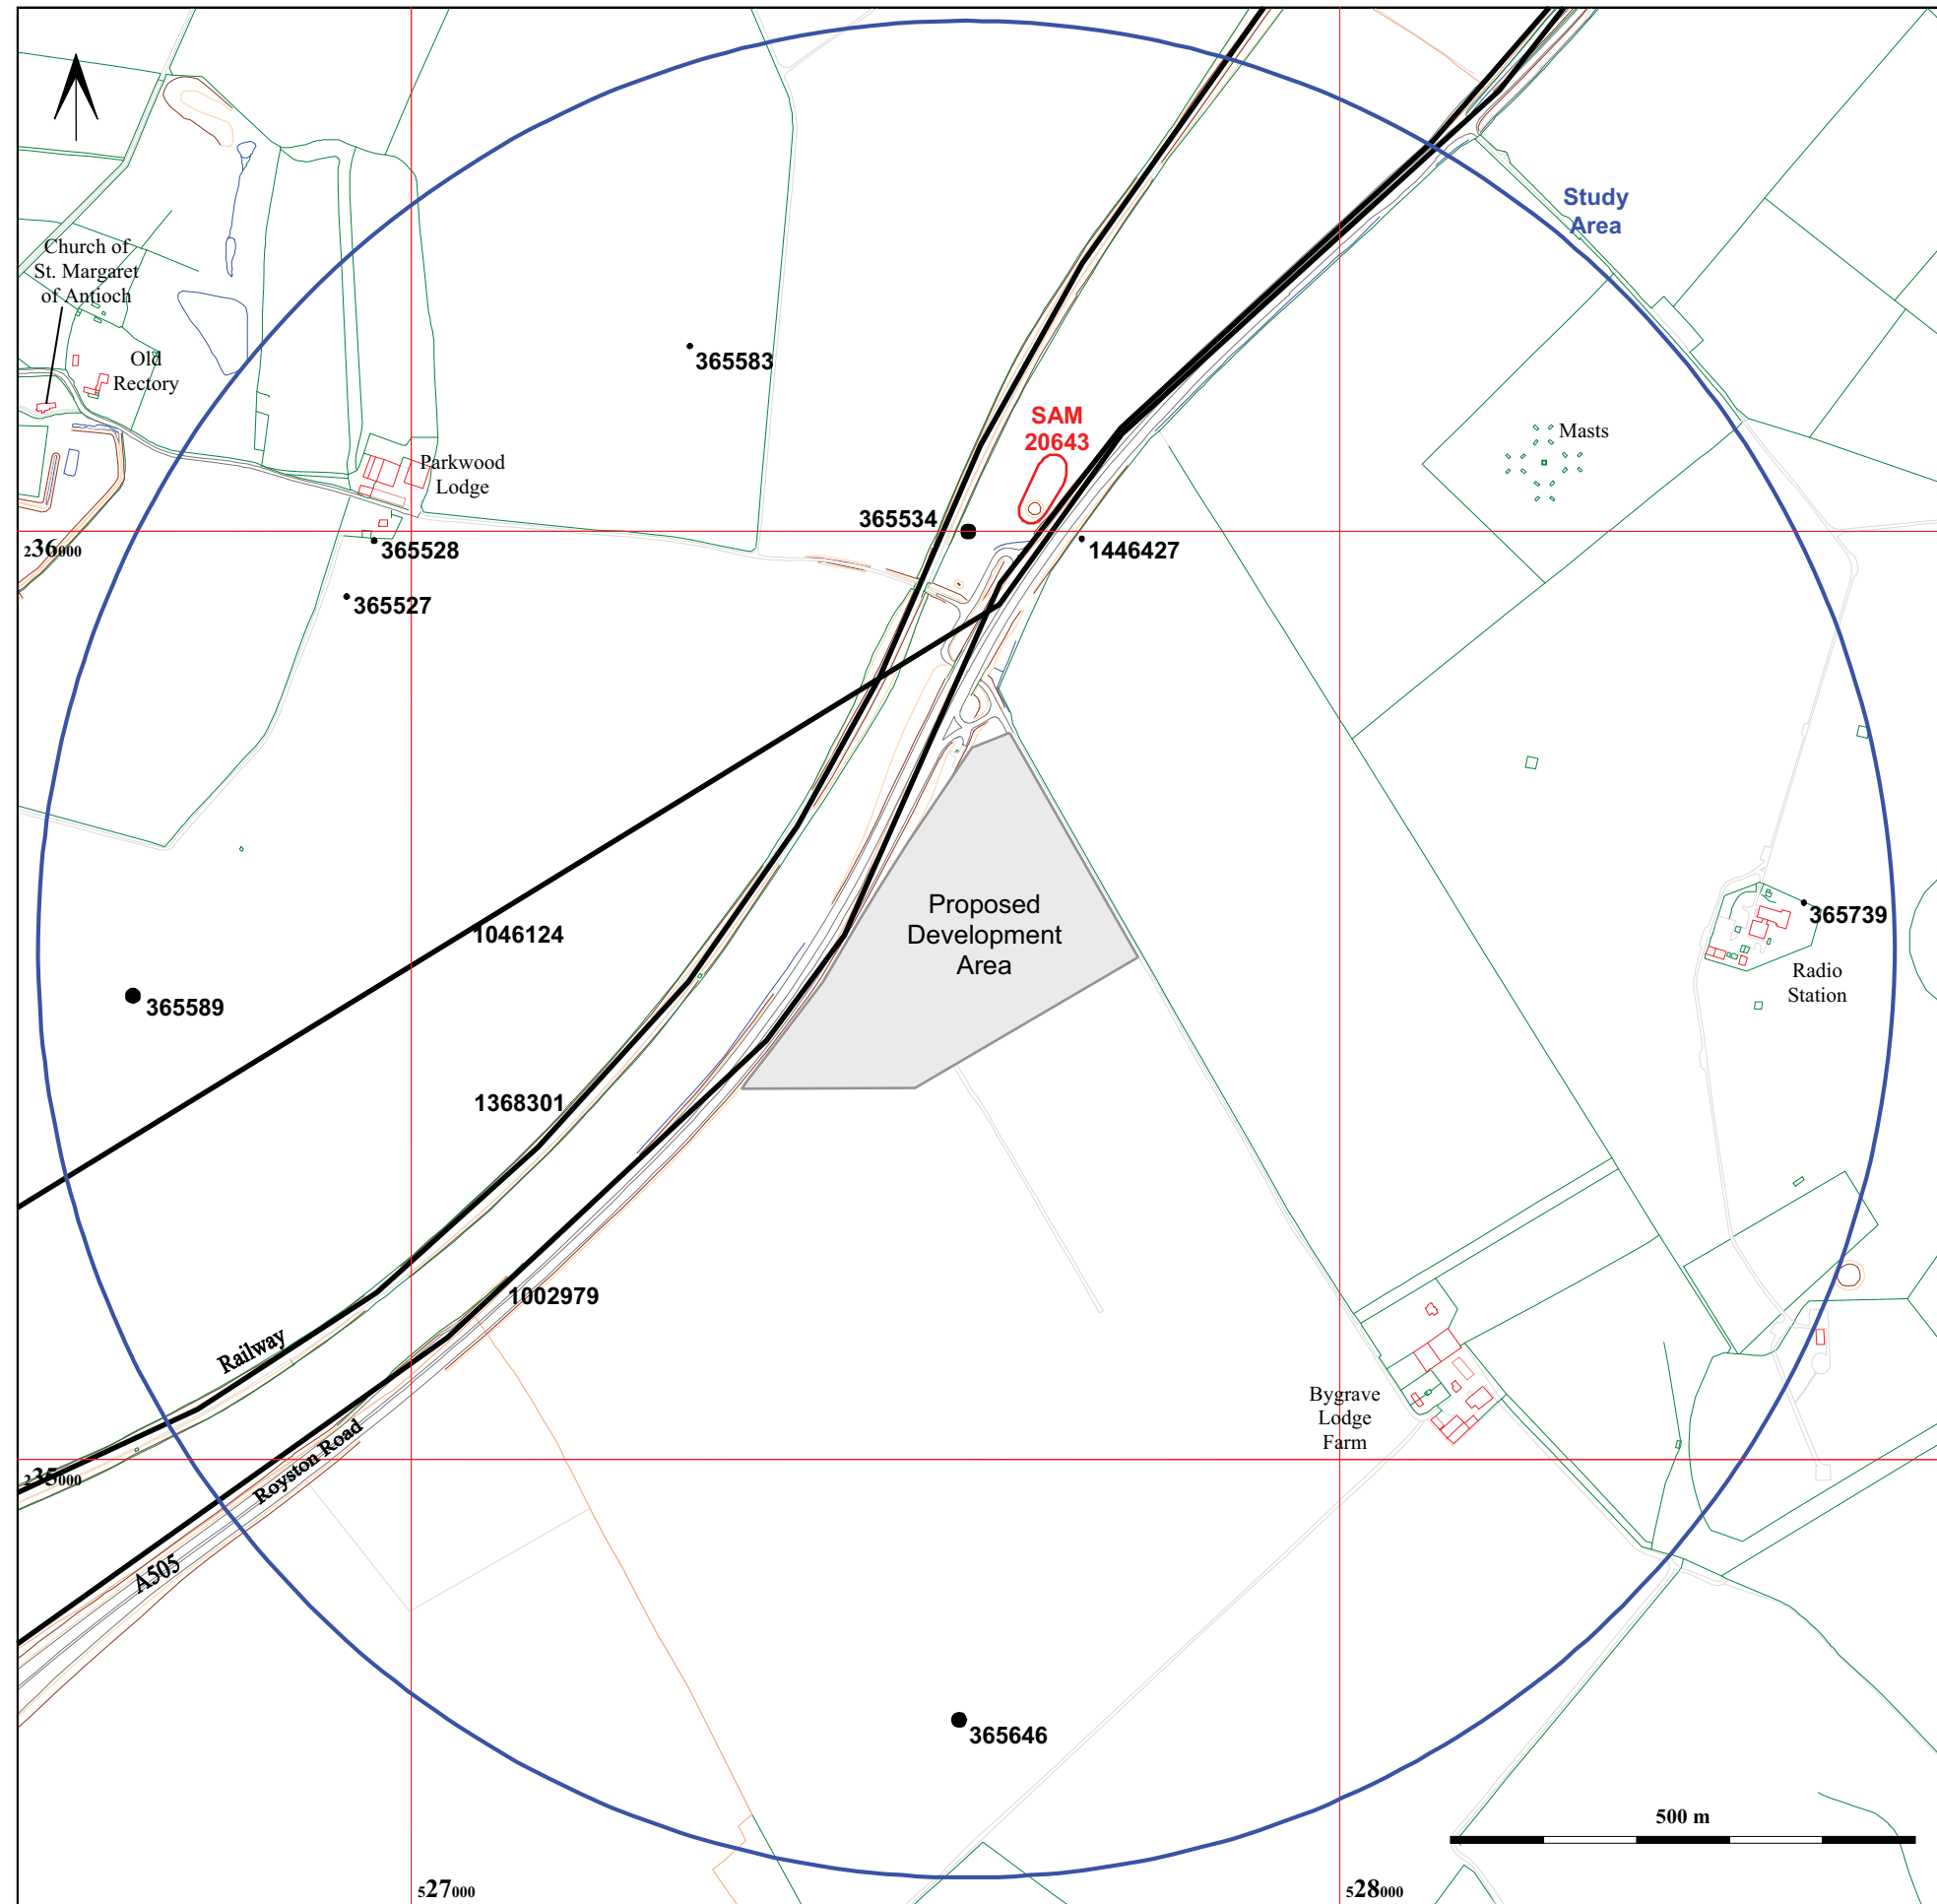 Study
Area
Church of
St. Margaret
of Antioch
Old
Rectory
365583
SAM
20643
Masts
Parkwood
Lodge
365534
236000
365528
1446427
365527
Proposed
Development
Area
365739
1046124
Radio
Station
365589
1368301
1002979
Railway
Bygrave
Lodge
Farm
Royston Road
235000
A505
365646
500 m
527000
528000